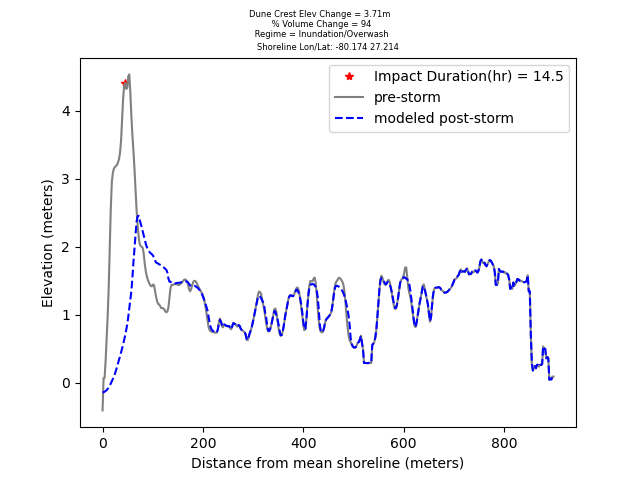 Dune Crest Elev Change = 3.71m
% Volume Change = 94
Regime = Inundation/Overwash
Shoreline Lon/Lat: -80.174 27.214
Impact Duration(hr) = 14.5
pre-storm
modeled post-storm
4
3
2
1
0
Elevation (meters)
0 200 400 600 800
Distance from mean shoreline (meters)